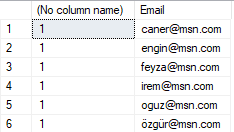 (No column name) Email
1 1 caner@msn.com
2 1 engin@msn.com
3 1 feyza@msn.com
4 1 irem@msn.com
5 1 oguz@msn.com
6 1 özgür@msn.com